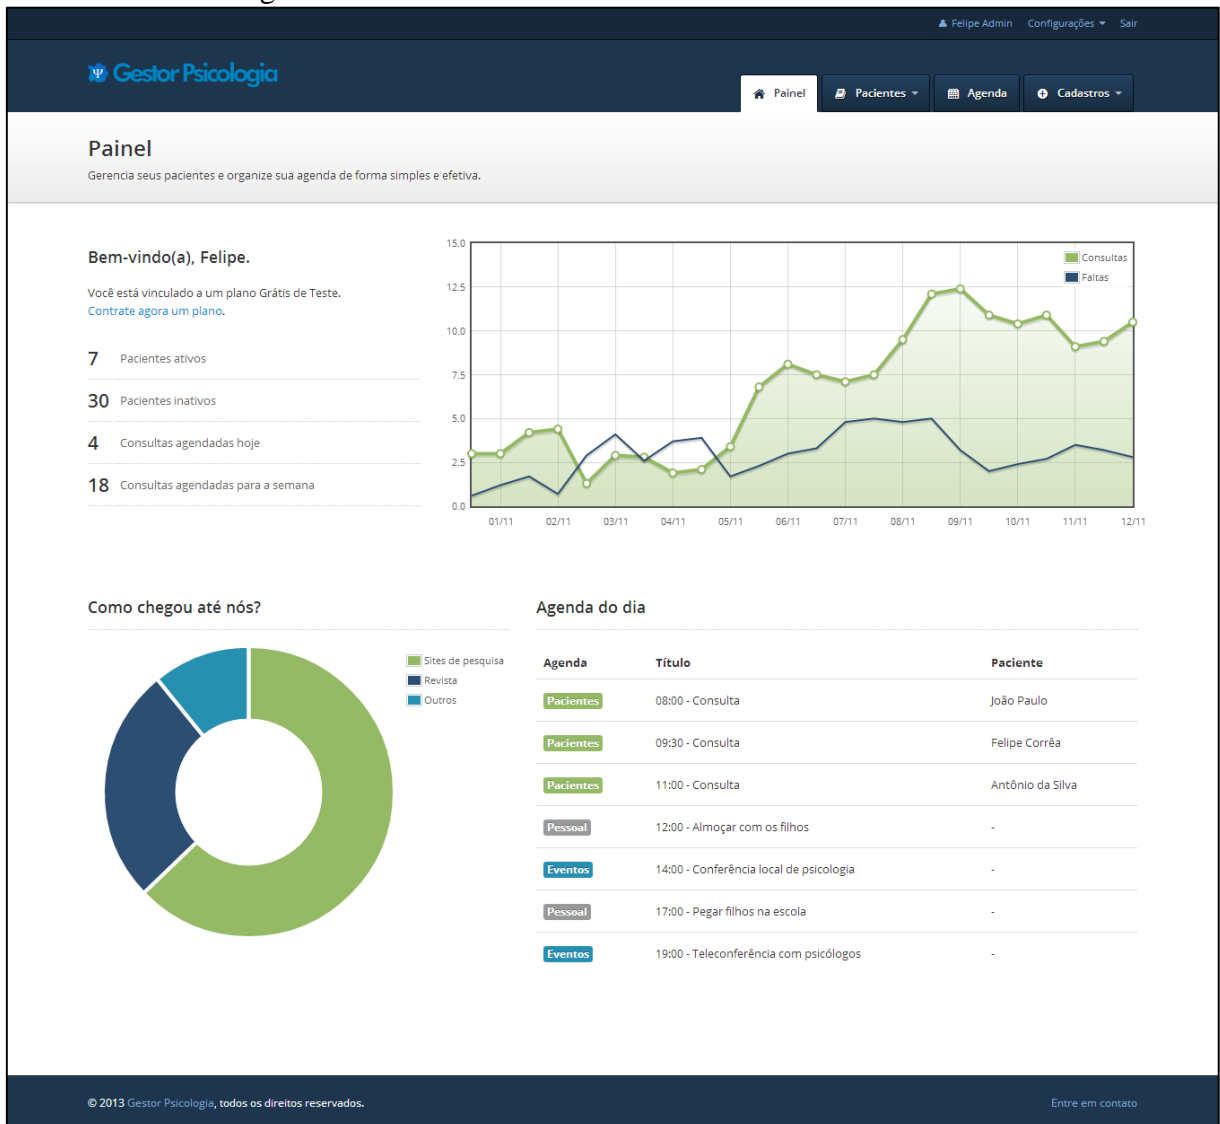 Felipe Admin Configurações Sair
Gestor Psicologia
Painel Pacientes Agenda Cadastros
Painel
Gerencia seus pacientes e organize sua agenda de forma simples e efetiva.
Bem-vindo(a), Felipe.
Você está vinculado a um plano Grátis de Teste.
Contrate agora um plano.
7 Pacientes ativos
30 Pacientes inativos
4 Consultas agendadas hoje
18 Consultas agendadas para a semana
15.0
12.5
10.0
7.5
5.0
2.5
0.0
Consultas
Faltas
01/11 02/11 03/11 04/11 05/11 06/11 07/11 08/11 09/11 10/11 11/11 12/11
Como chegou até nós?
Sites de pesquisa
Revista
Outros
Agenda do dia
Agenda Título Paciente
Pacientes 08:00 - Consulta João Paulo
Pacientes 09:30 - Consulta Felipe Corrêa
Pacientes 11:00 - Consulta Antônio da Silva
Pessoal 12:00 - Almoçar com os filhos -
Eventos 14:00 - Conferência local de psicologia -
Pessoal 17:00 - Pegar filhos na escola -
Eventos 19:00 - Teleconferência com psicólogos -
© 2013 Gestor Psicologia, todos os direitos reservados.
Entre em contato